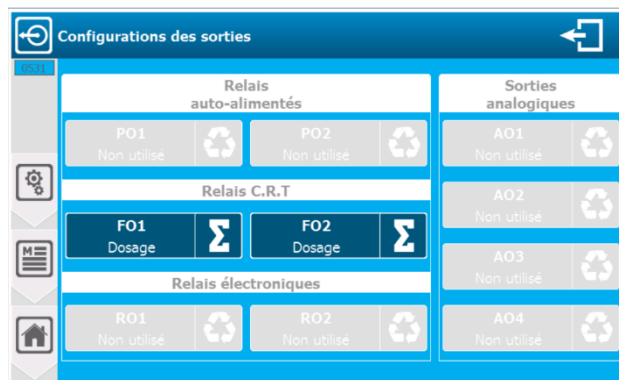 Configurations des sorties
0531
Relais
auto-alimentés
PO1
Non utilisé
PO2
Non utilisé
Relais C.R.T
FO1
Dosage
Σ
FO2
Dosage
Σ
Relais électroniques
RO1
Non utilisé
RO2
Non utilisé
Sorties
analogiques
AO1
Non utilisé
AO2
Non utilisé
AO3
Non utilisé
AO4
Non utilisé
M